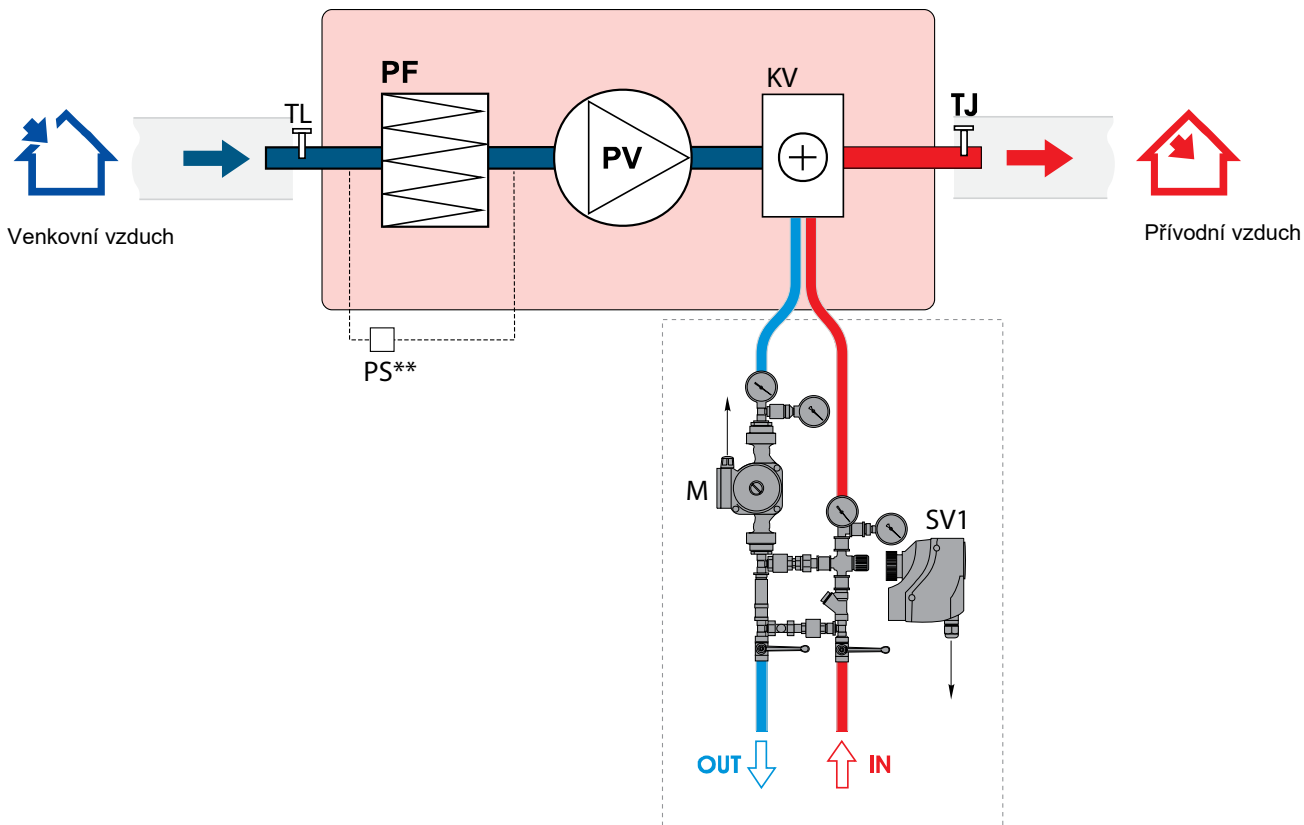 PF
KV
TL
TJ
PV
Venkovní vzduch
Přívodní vzduch
PS**
M
SV1
OUT
IN